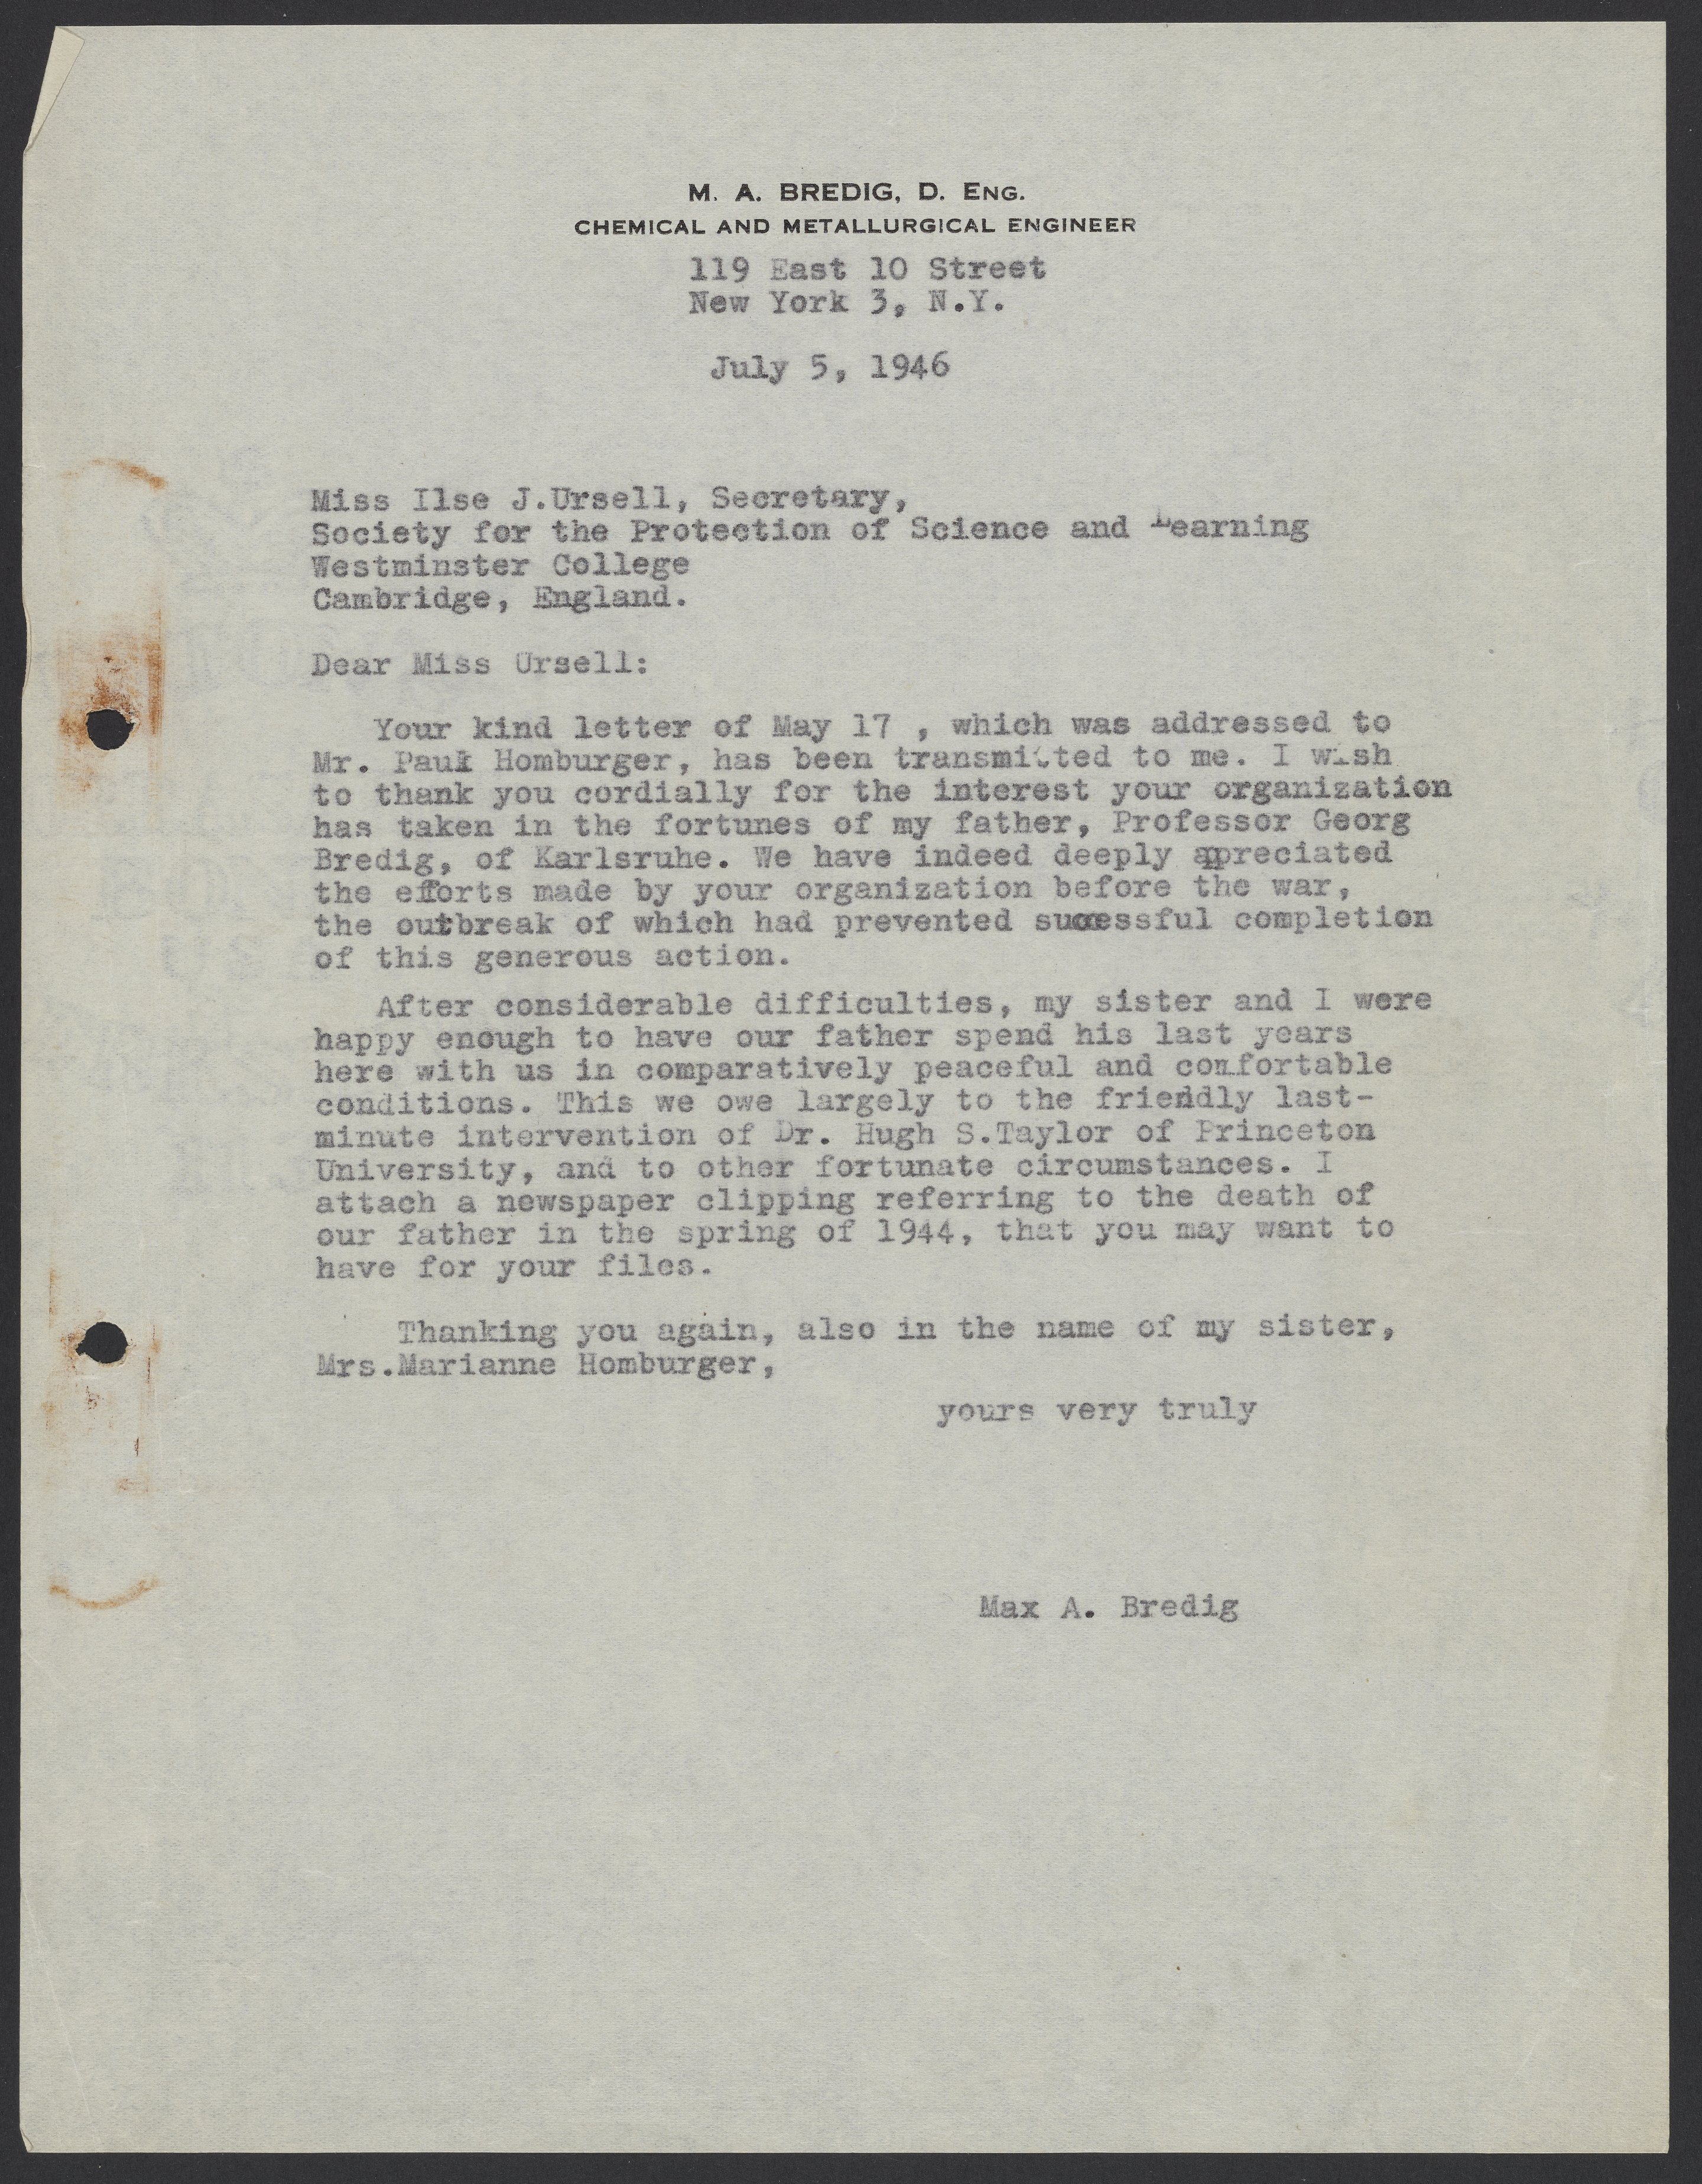 M. A. BREDIG, D. ENG.
CHEMICAL AND METALLURGICAL ENGINEER
119 East 10 Street
New York 3, N.Y.
July 5, 1946
Miss Ilse J.Ursell, Secretary,
Society for the Protection of Science and Learning
Westminster College
Cambridge, England.
Dear Miss Ursell:
Your kind letter of May 17 , which was addressed to
Mr. Paul Homburger, has been transmitted to me. I wish
to thank you cordially for the interest your organization
has taken in the fortunes of my father, Professor Georg
Bredig, of Karlsruhe. We have indeed deeply appreciated
the efforts made by your organization before the war,
the outbreak of which had prevented successful completion
of this generous action.
After considerable difficulties, my sister and I were
happy enough to have our father spend his last years
here with us in comparatively peaceful and comfortable
conditions. This we owe largely to the friendly last-
minute intervention of Dr. Hugh S.Taylor of Princeton
University, and to other fortunate circumstances. I
attach a newspaper clipping referring to the death of
our father in the spring of 1944, that you may want to
have for your files.
Thanking you again, also in the name of my sister,
Mrs.Marianne Homburger,
yours very truly
Max A. Bredig